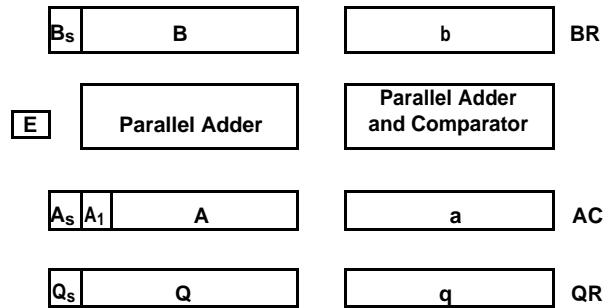 Bs B b BR
E Parallel Adder Parallel Adder
and Comparator
As A1 A a AC
Qs Q q QR